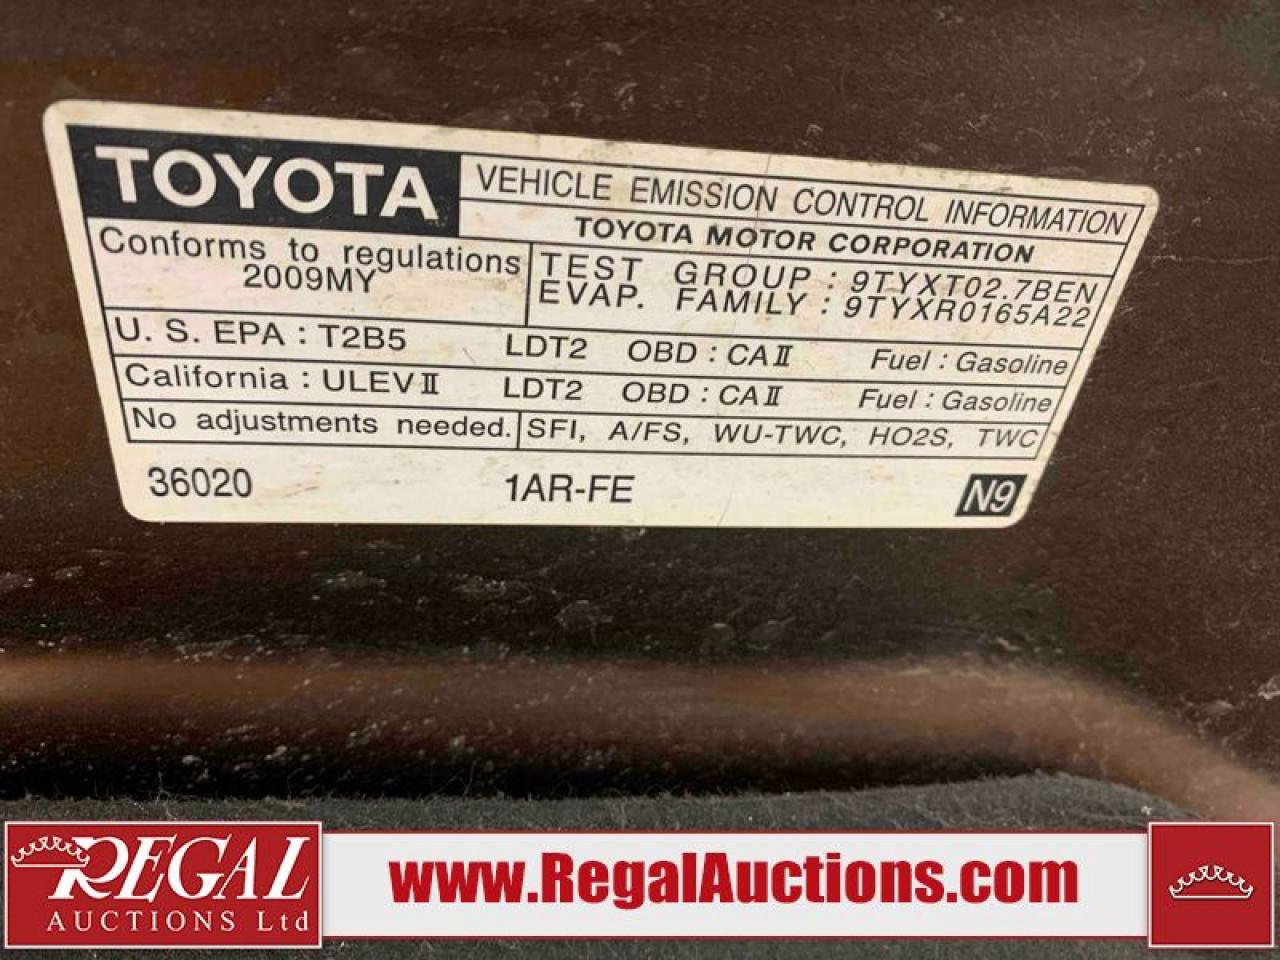 TOYOTA
VEHICLE EMISSION CONTROL INFORMATION
TOYOTA MOTOR CORPORATION
Conforms to regulations
2009MY
TEST GROUP : 9TYXT02.7BEN
EVAP. FAMILY : 9TYXR0165A22
U. S. EPA : T2B5 LDT2 OBD : CAⅡ Fuel : Gasoline
California : ULEVⅡ LDT2 OBD : CAⅡ Fuel : Gasoline
No adjustments needed. SFI, A/FS, WU-TWC, HO2S, TWC
36020 1AR-FE N9
REGAL
AUCTIONS Ltd
www.RegalAuctions.com